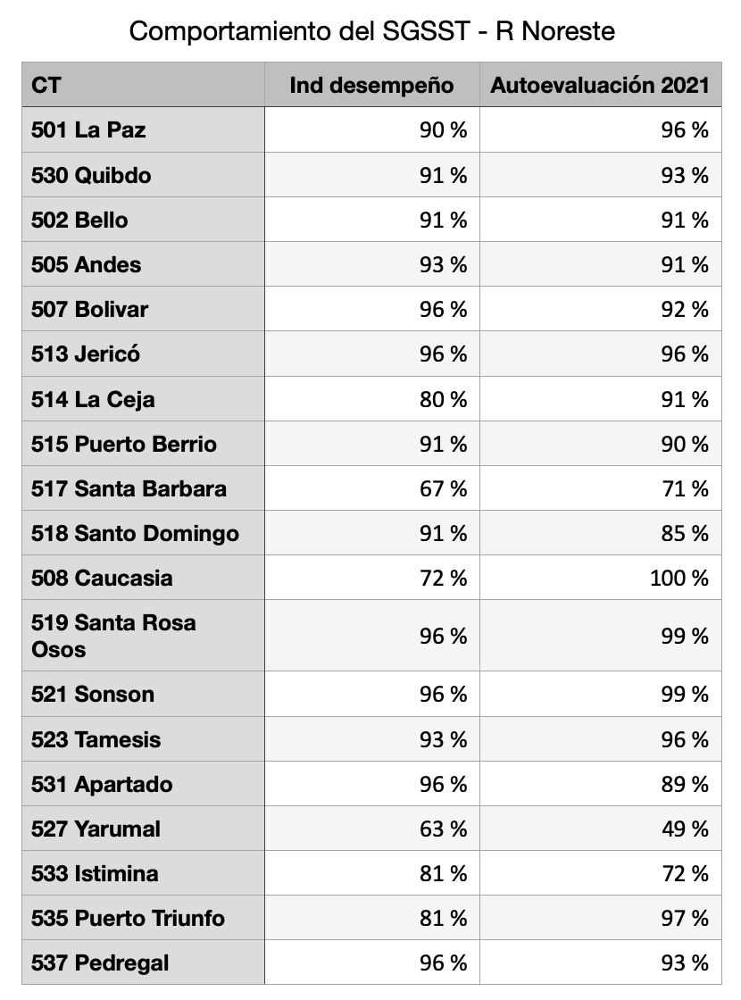 Comportamiento del SGSST - R Noreste
CT Ind desempeño Autoevaluación 2021
501 La Paz 90 % 96 %
530 Quibdo 91 % 93 %
502 Bello 91 % 91 %
505 Andes 93 % 91 %
507 Bolivar 96 % 92 %
513 Jericó 96 % 96 %
514 La Ceja 80 % 91 %
515 Puerto Berrio 91 % 90 %
517 Santa Barbara 67 % 71 %
518 Santo Domingo 91 % 85 %
508 Caucasia 72 % 100 %
519 Santa Rosa
Osos 96 % 99 %
521 Sonson 96 % 99 %
523 Tamesis 93 % 96 %
531 Apartado 96 % 89 %
527 Yarumal 63 % 49 %
533 Istimina 81 % 72 %
535 Puerto Triunfo 81 % 97 %
537 Pedregal 96 % 93 %